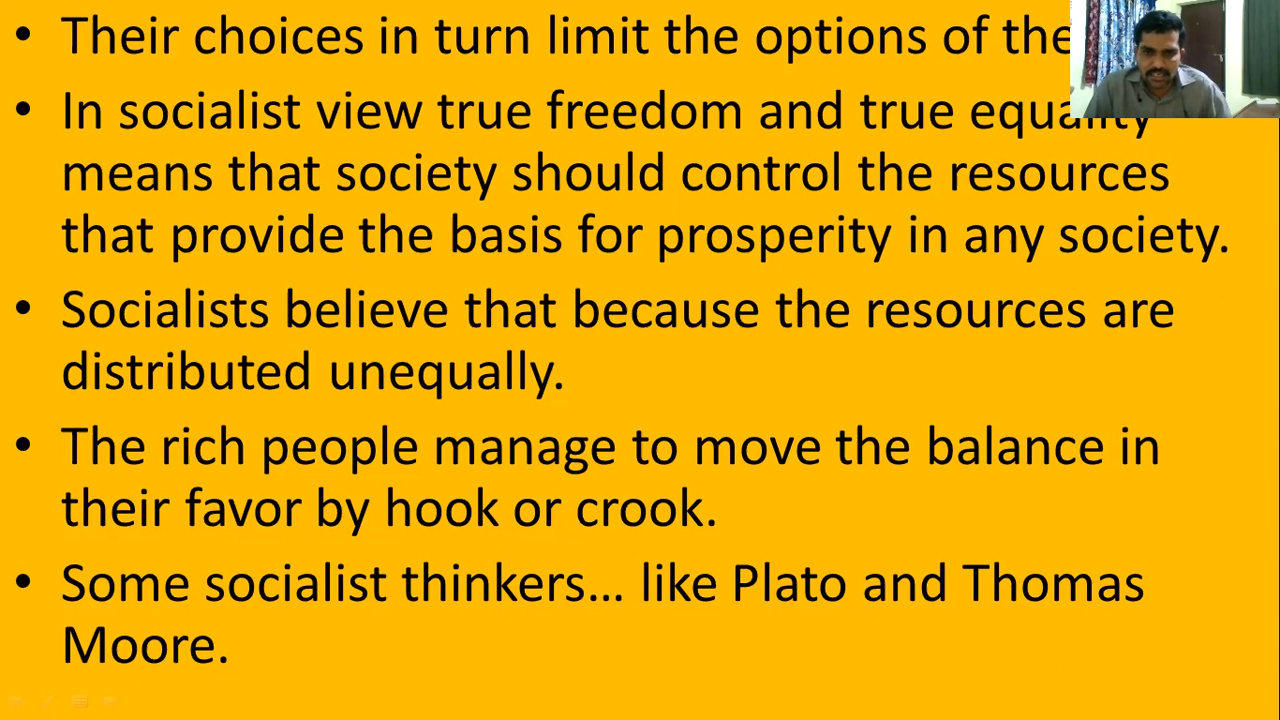 • Their choices in turn limit the options of the
• In socialist view true freedom and true equality
means that society should control the resources
that provide the basis for prosperity in any society.
• Socialists believe that because the resources are
distributed unequally.
• The rich people manage to move the balance in
their favor by hook or crook.
• Some socialist thinkers... like Plato and Thomas
Moore.